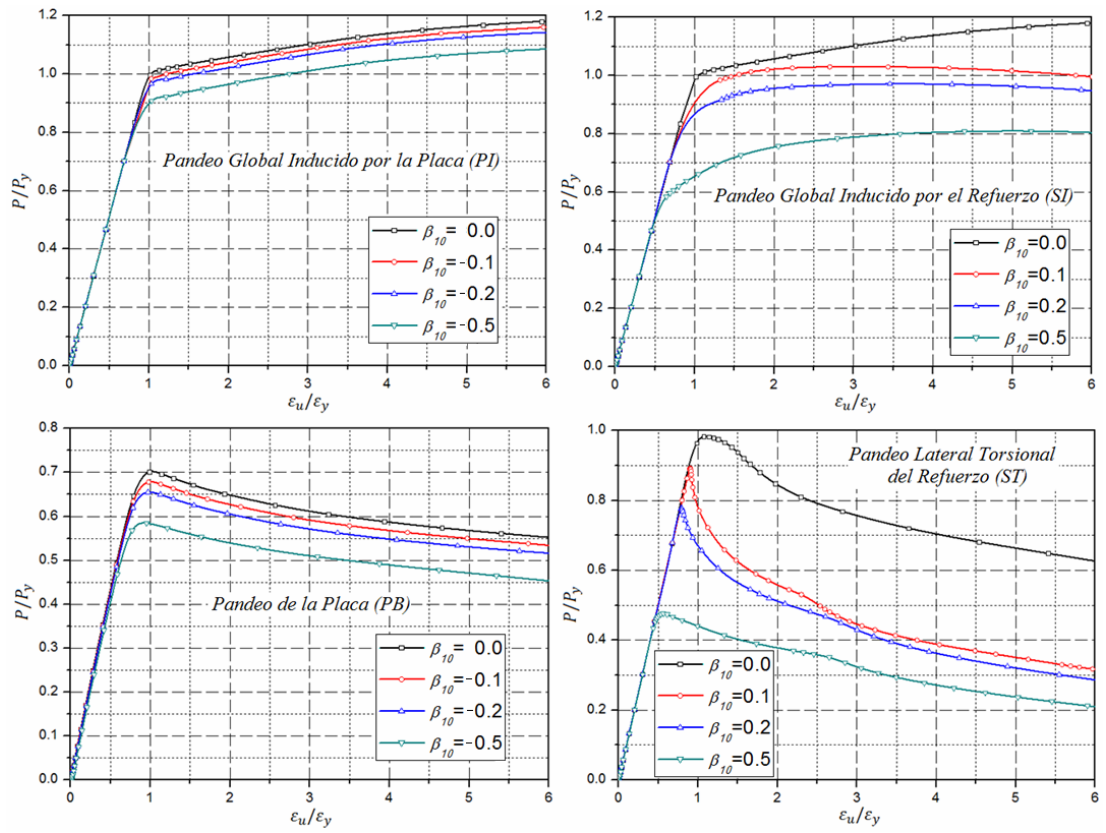 1.2
1.0
0.8
0.6
0.4
0.2
0.0
P/Py
Pandeo Global Inducido por la Placa (PI)
β10= 0.0
β10=-0.1
β10=-0.2
β10=-0.5
0 1 2 3 4 5 6
εu/εy
1.2
1.0
0.8
0.6
0.4
0.2
0.0
P/Py
Pandeo Global Inducido por el Refuerzo (SI)
β10=0.0
β10=0.1
β10=0.2
β10=0.5
0 1 2 3 4 5 6
εu/εy
0.8
0.7
0.6
0.5
0.4
0.3
0.2
0.1
0.0
P/Py
Pandeo de la Placa (PB)
β10= 0.0
β10=-0.1
β10=-0.2
β10=-0.5
0 1 2 3 4 5 6
εu/εy
1.0
0.8
0.6
0.4
0.2
0.0
P/Py
Pandeo Lateral Torsional
del Refuerzo (ST)
β10=0.0
β10=0.1
β10=0.2
β10=0.5
0 1 2 3 4 5 6
εu/εy